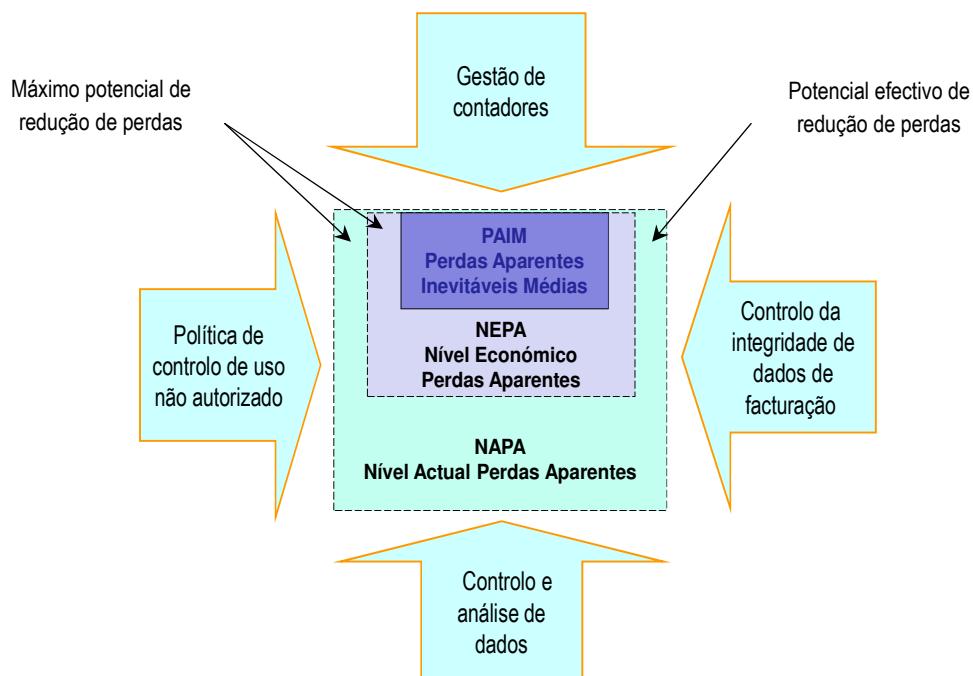 Gestão de
contadores
Máximo potencial de
redução de perdas
Potencial efectivo de
redução de perdas
PAIM
Perdas Aparentes
Inevitáveis Médias
NEPA
Nível Económico
Perdas Aparentes
NAPA
Nível Actual Perdas Aparentes
Política de
controlo de uso
não autorizado
Controlo da
integridade de
dados de
facturação
Controlo e
análise de
dados